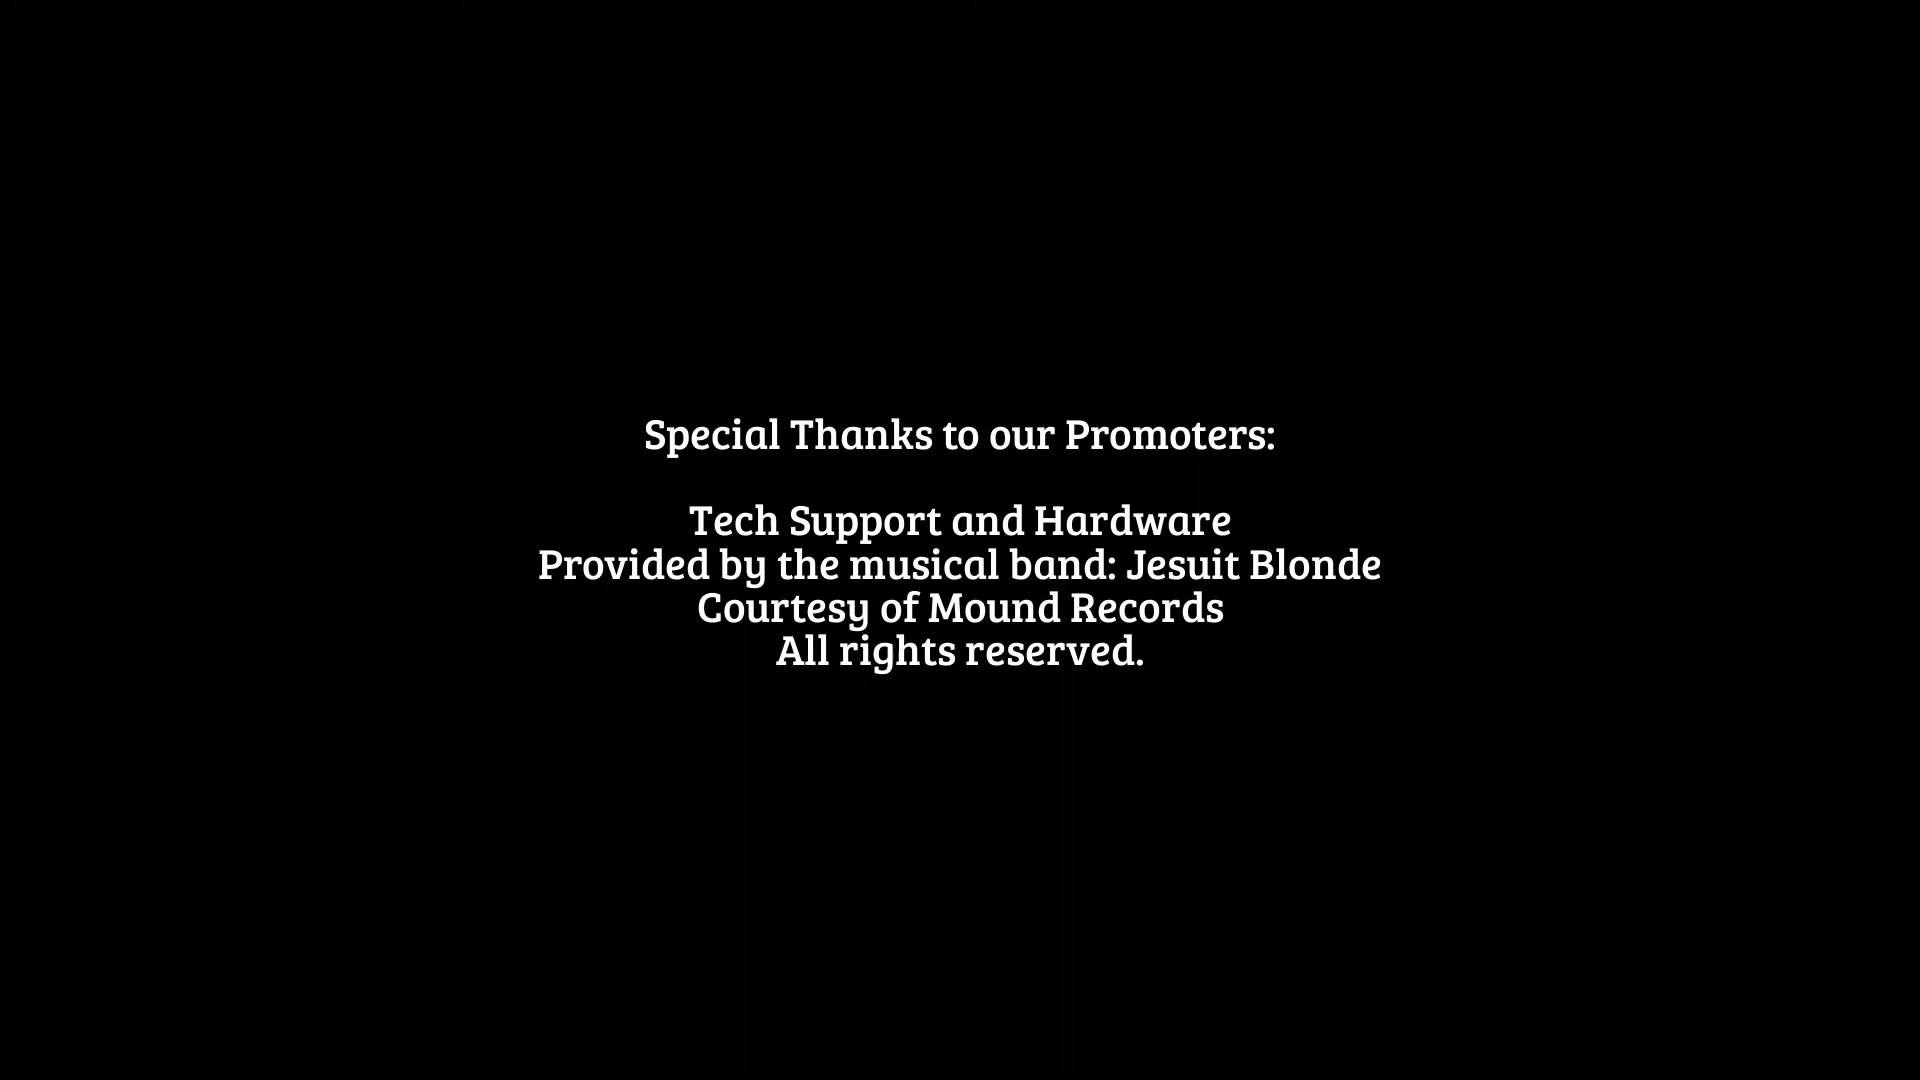 Special Thanks to our Promoters:
Tech Support and Hardware
Provided by the musical band: Jesuit Blonde
Courtesy of Mound Records
All rights reserved.